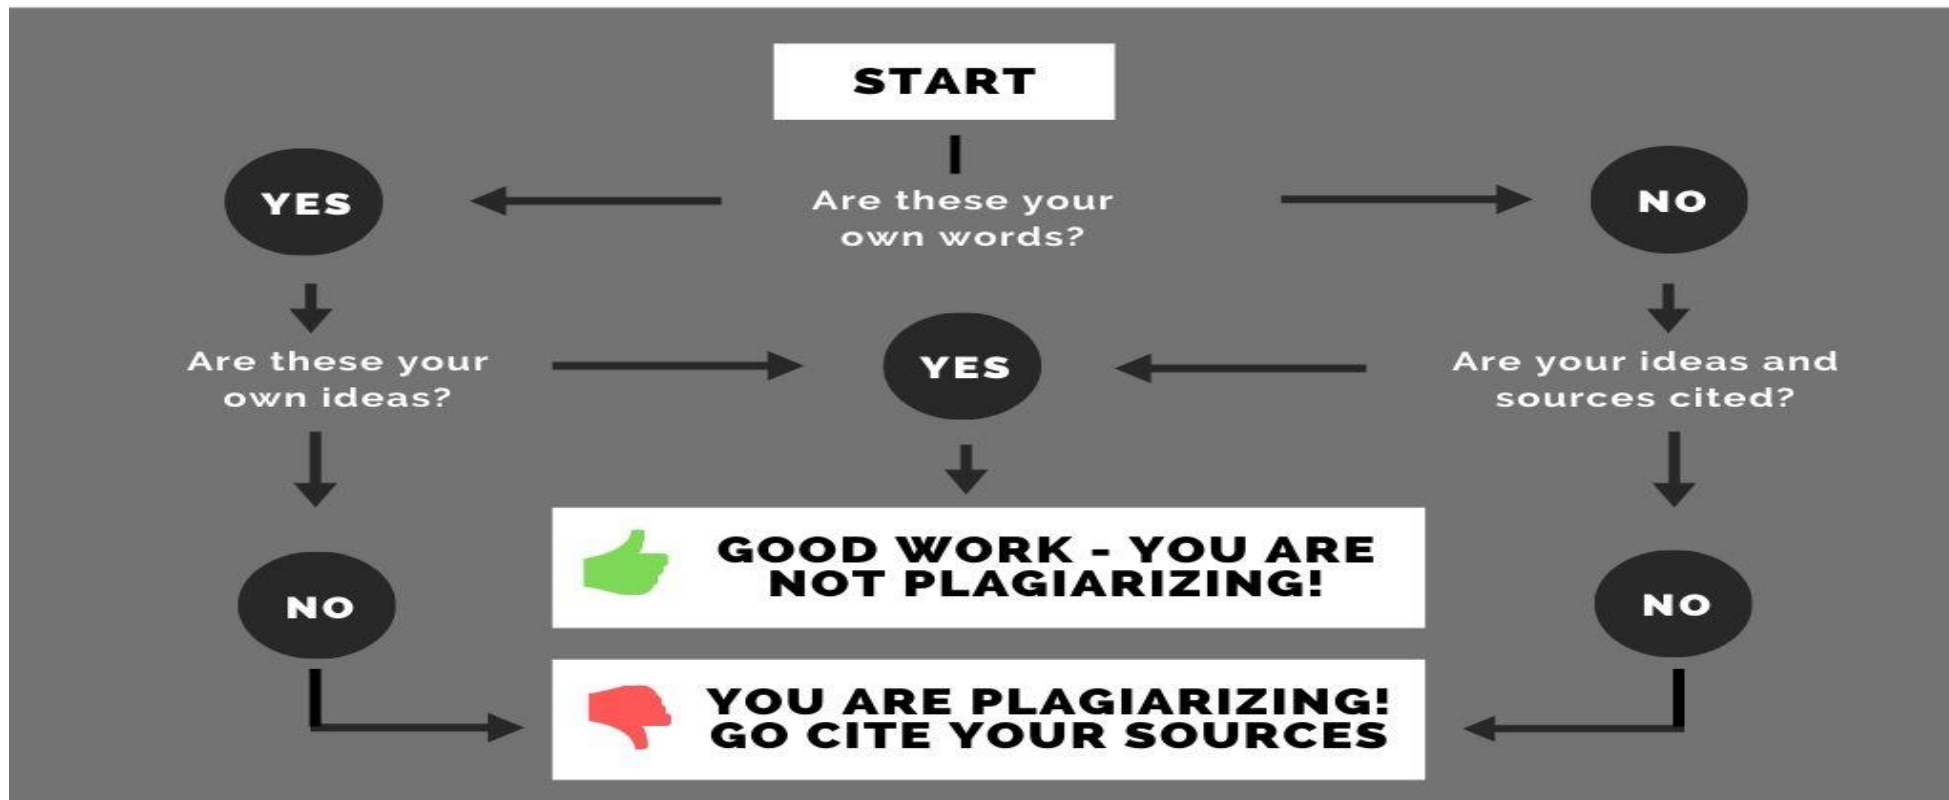 START
YES
Are these your
own words?
NO
Are these your
own ideas?
YES
Are your ideas and
sources cited?
GOOD WORK - YOU ARE
NOT PLAGIARIZING!
NO
NO
YOU ARE PLAGIARIZING!
GO CITE YOUR SOURCES